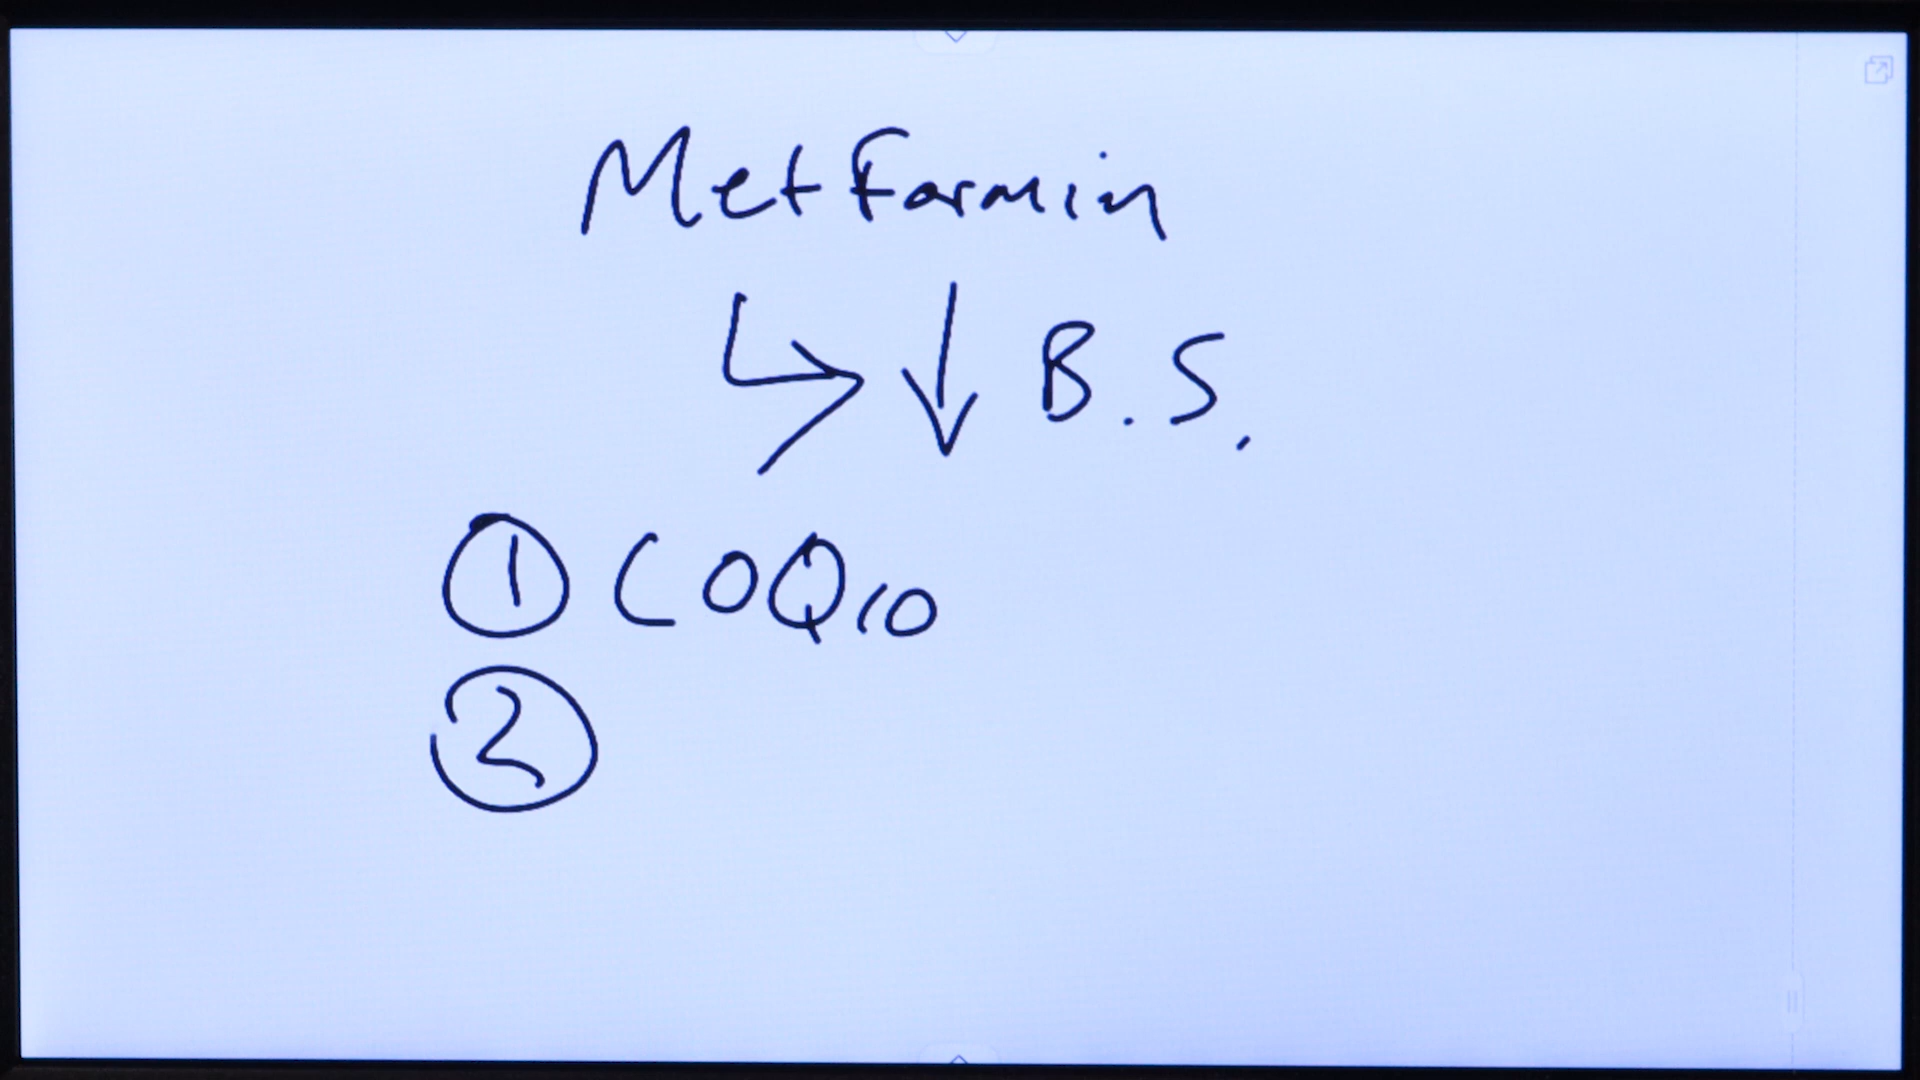 Metformin
↳ ↓ B.S.
① COQ10
②